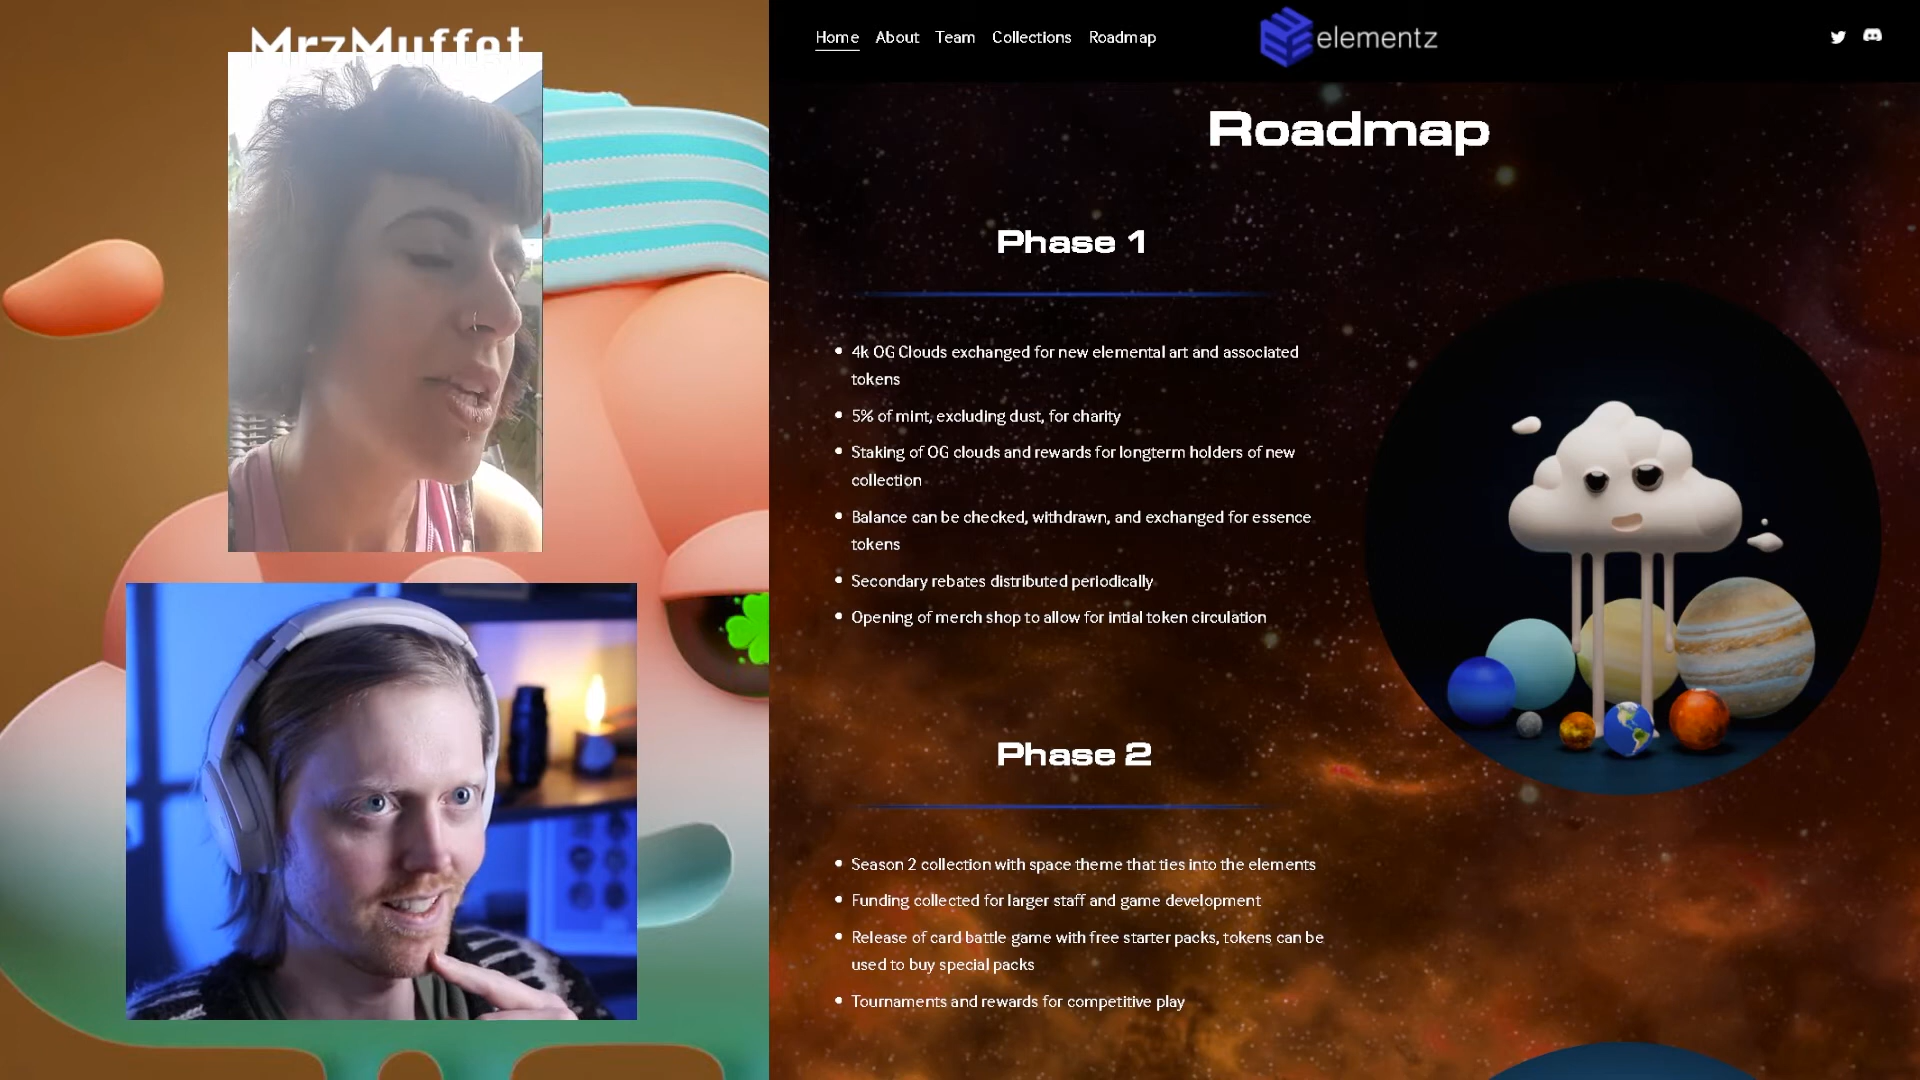 MrzMuffet
Home About Team Collections Roadmap
elementz
Roadmap
Phase 1
4k OG Clouds exchanged for new elemental art and associated
tokens
5% of mint, excluding dust, for charity
Staking of OG clouds and rewards for longterm holders of new
collection
Balance can be checked, withdrawn, and exchanged for essence
tokens
Secondary rebates distributed periodically
Opening of merch shop to allow for intial token circulation
Phase 2
Season 2 collection with space theme that ties into the elements
Funding collected for larger staff and game development
Release of card battle game with free starter packs, tokens can be
used to buy special packs
Tournaments and rewards for competitive play